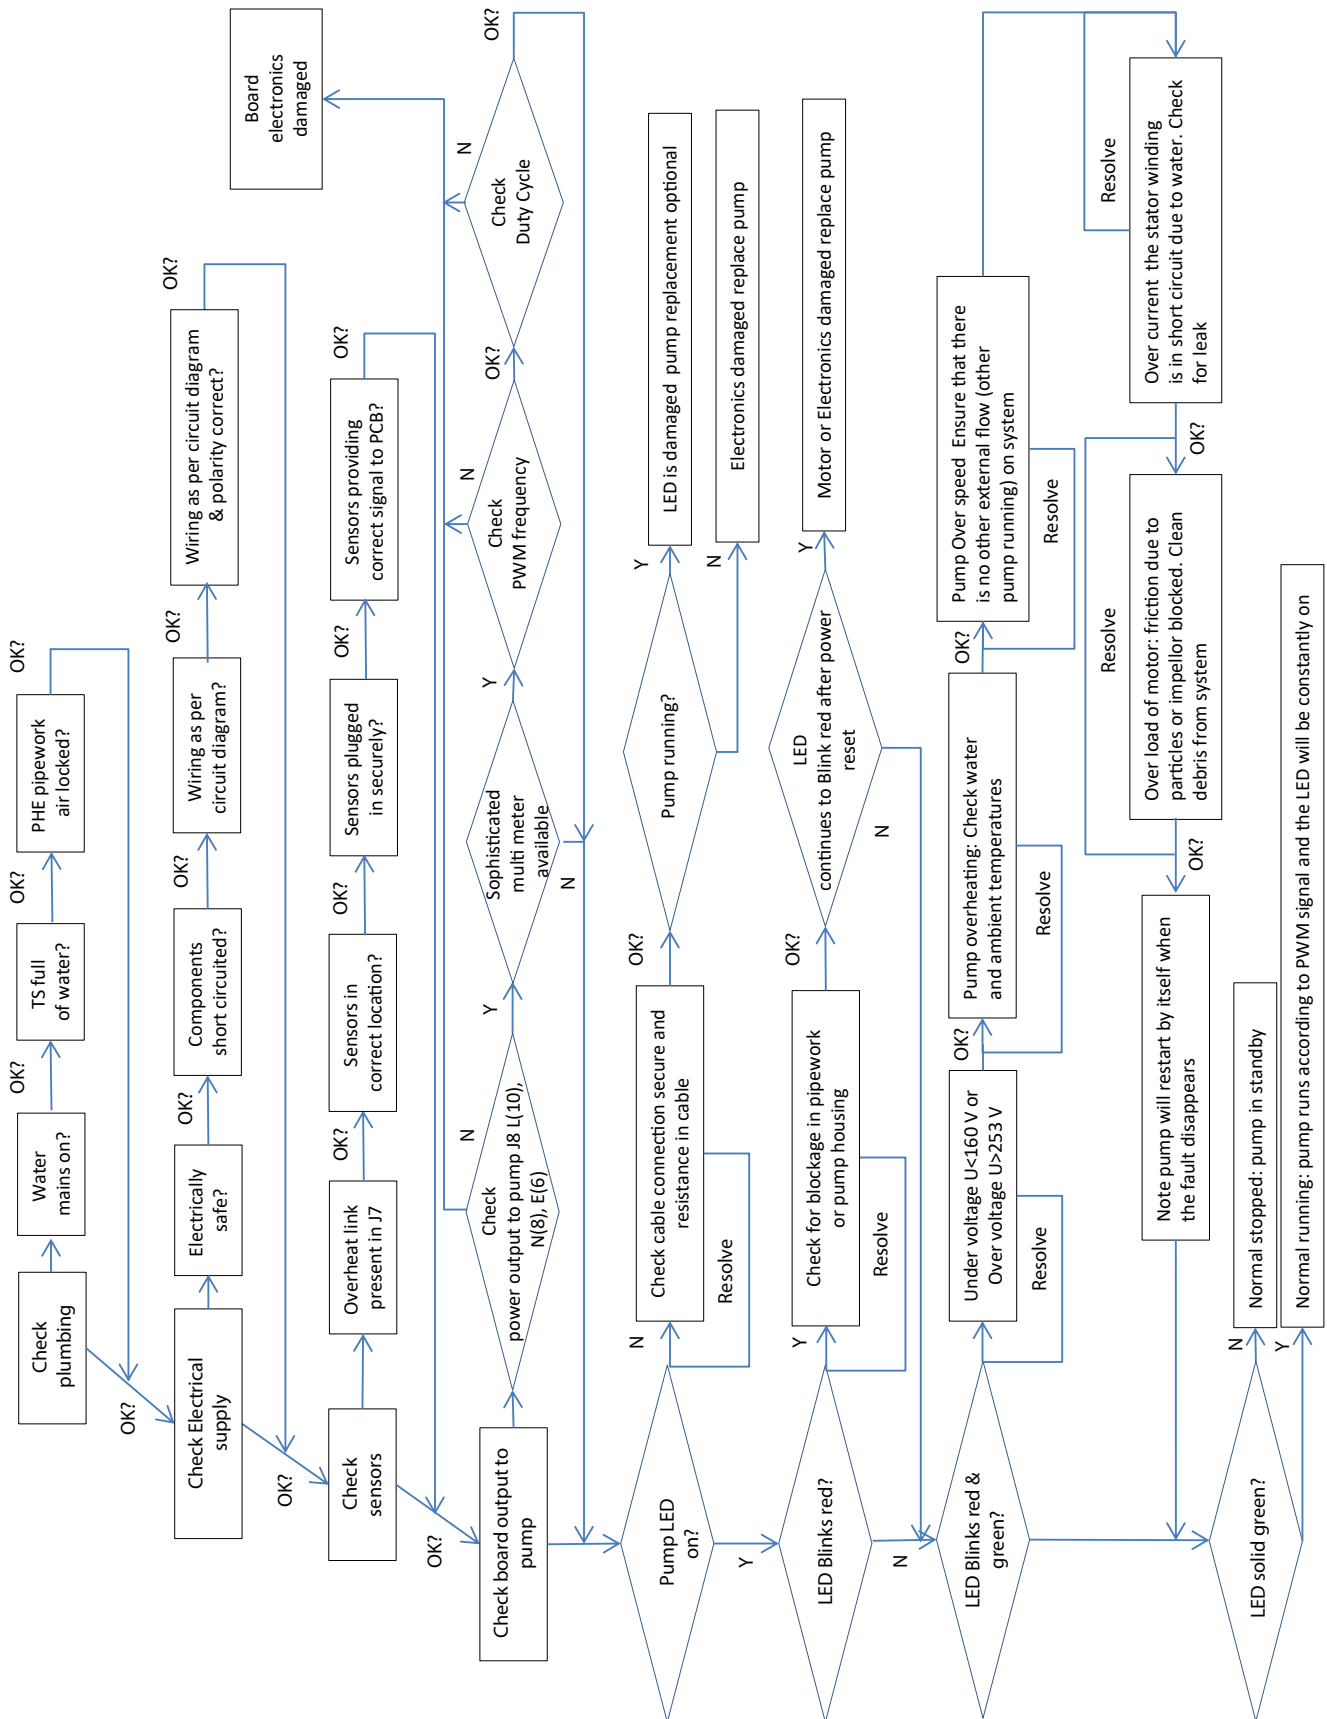 Check
plumbing
Water
mains on?
OK?
TS full
of water?
OK?
PHE pipework
air locked?
OK?
OK?
Check Electrical
supply
Electrically
safe?
OK?
Components
short circuited?
OK?
Wiring as per
circuit diagram?
OK?
Wiring as per circuit diagram
& polarity correct?
OK?
OK?
Check
sensors
Overheat link
present in J7
OK?
Sensors in
correct location?
OK?
Sensors plugged
in securely?
OK?
Sensors providing
correct signal to PCB?
OK?
OK?
Board
electronics
damaged
Check board output to
pump
Check
power output to pump J8 L(10),
N(8), E(6)
N
Y
Sophisticated
multi meter
available
N
Y
Check
PWM frequency
N
OK?
Check
Duty Cycle
N
OK?
Pump LED
on?
N
Check cable connection secure and
resistance in cable
Resolve
OK?
Pump running?
Y
LED is damaged pump replacement optional
N
Electronics damaged replace pump
Y
LED Blinks red?
Y
Check for blockage in pipework
or pump housing
Resolve
OK?
LED
continues to Blink red after power
reset
Y
Motor or Electronics damaged replace pump
N
N
LED Blinks red &
green?
Under voltage U<160 V or
Over voltage U>253 V
Resolve
OK?
Pump overheating: Check water
and ambient temperatures
Resolve
OK?
Pump Over speed Ensure that there
is no other external flow (other
pump running) on system
Resolve
Over current the stator winding
is in short circuit due to water. Check
for leak
Resolve
OK?
Over load of motor: friction due to
particles or impellor blocked. Clean
debris from system
Resolve
OK?
Note pump will restart by itself when
the fault disappears
LED solid green?
N
Normal stopped: pump in standby
Y
Normal running: pump runs according to PWM signal and the LED will be constantly on